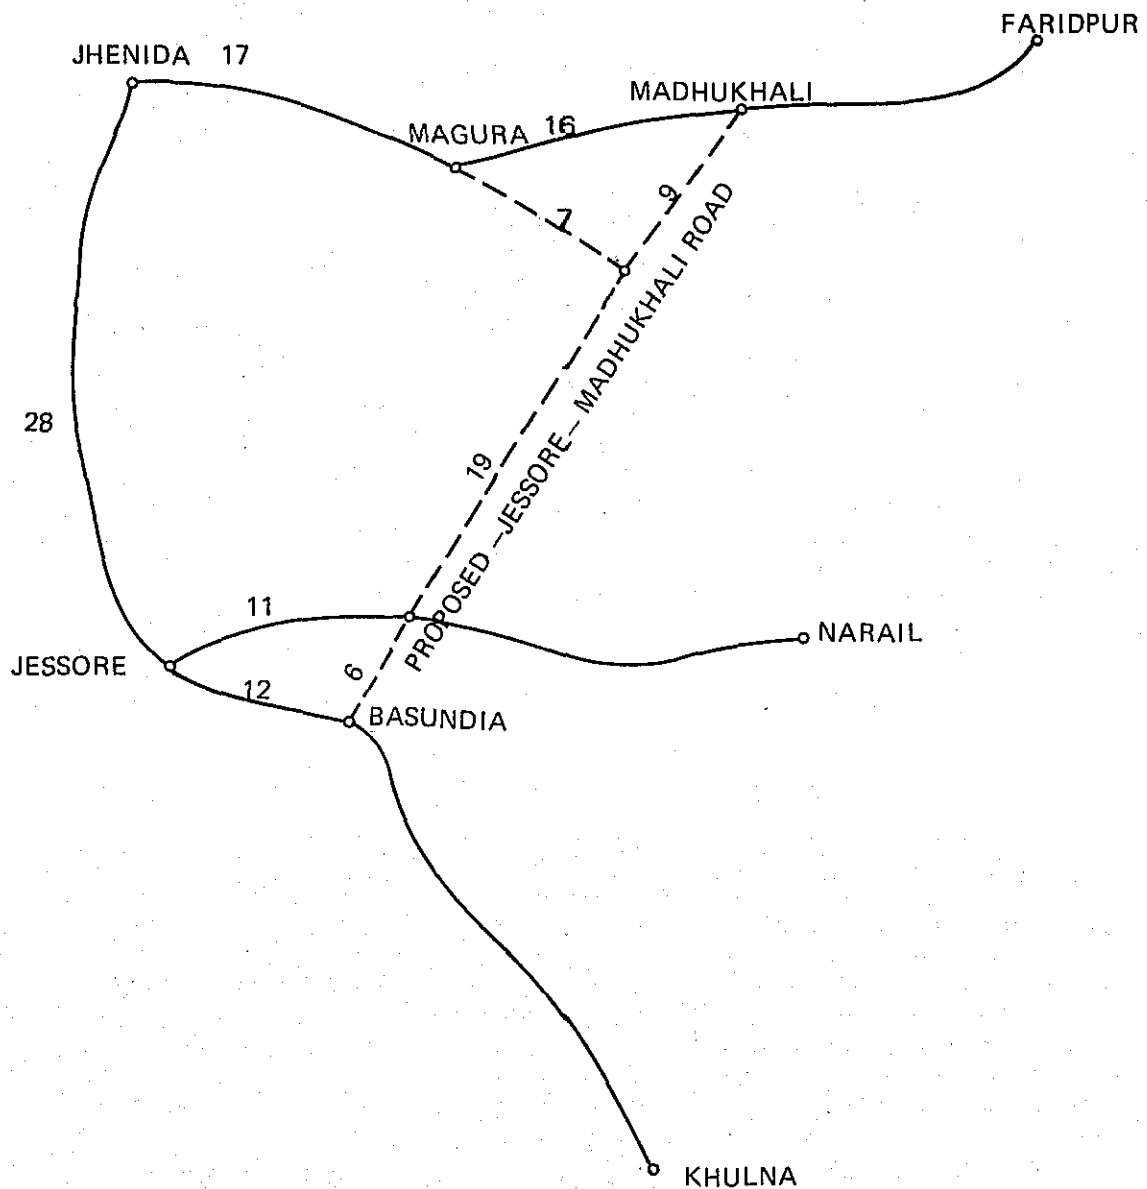 FARIDPUR
JHENIDA 17
MADHUKHALI
MAGURA 16
9
7
28
19
PROPOSED - JESSORE - MADHUKHALI ROAD
11
NARAIL
JESSORE
6
12
BASUNDIA
KHULNA